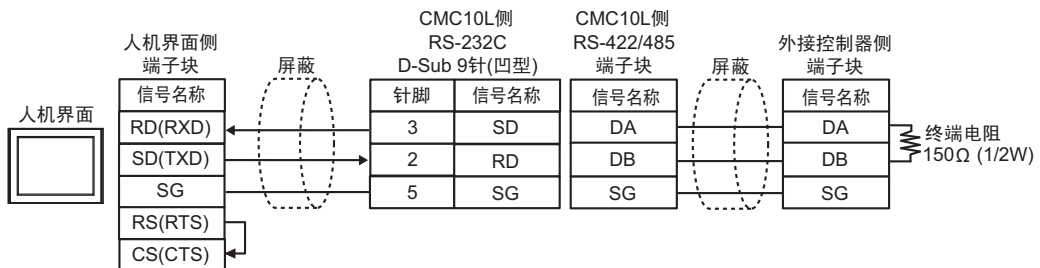 人机界面
人机界面侧
端子块
信号名称
RD(RXD)
SD(TXD)
SG
RS(RTS)
CS(CTS)
屏蔽
CMC10L侧
RS-232C
D-Sub 9针(凹型)
针脚 信号名称
3 SD
2 RD
5 SG
CMC10L侧
RS-422/485
端子块
信号名称
DA
DB
SG
屏蔽
外接控制器侧
端子块
信号名称
DA
DB
SG
终端电阻
150Ω (1/2W)